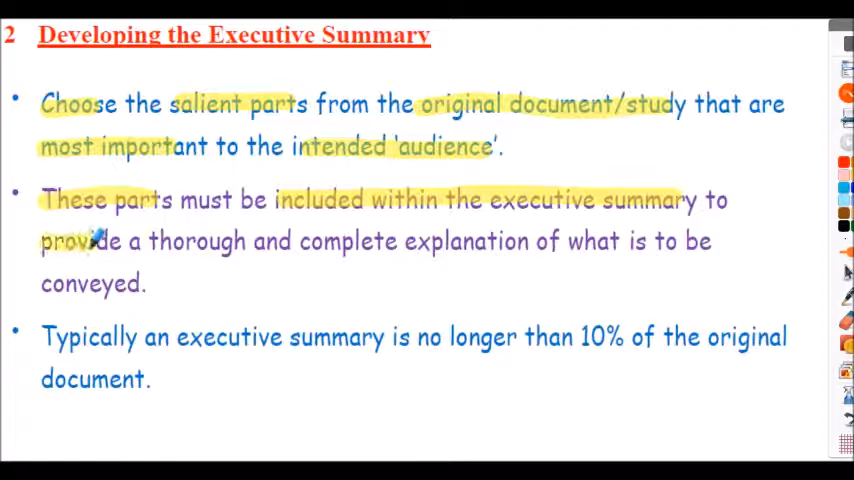 2 Developing the Executive Summary
• Choose the salient parts from the original document/study that are
most important to the intended ‘audience’.
• These parts must be included within the executive summary to
provide a thorough and complete explanation of what is to be
conveyed.
• Typically an executive summary is no longer than 10% of the original
document.